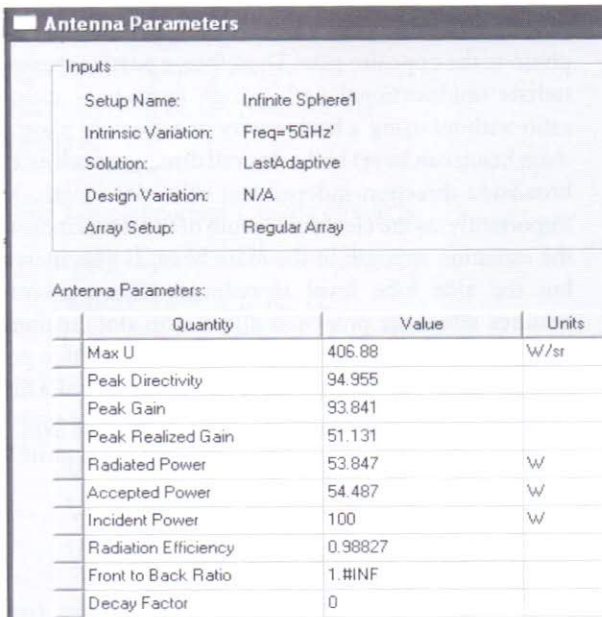 Antenna Parameters
Inputs
Setup Name: Infinite Sphere1
Intrinsic Variation: Freq='5GHz'
Solution: LastAdaptive
Design Variation: N/A
Array Setup: Regular Array
Antenna Parameters:
Quantity Value Units
Max U 406.88 W/sr
Peak Directivity 94.955
Peak Gain 93.841
Peak Realized Gain 51.131
Radiated Power 53.847 W
Accepted Power 54.487 W
Incident Power 100 W
Radiation Efficiency 0.98827
Front to Back Ratio 1.#INF
Decay Factor 0